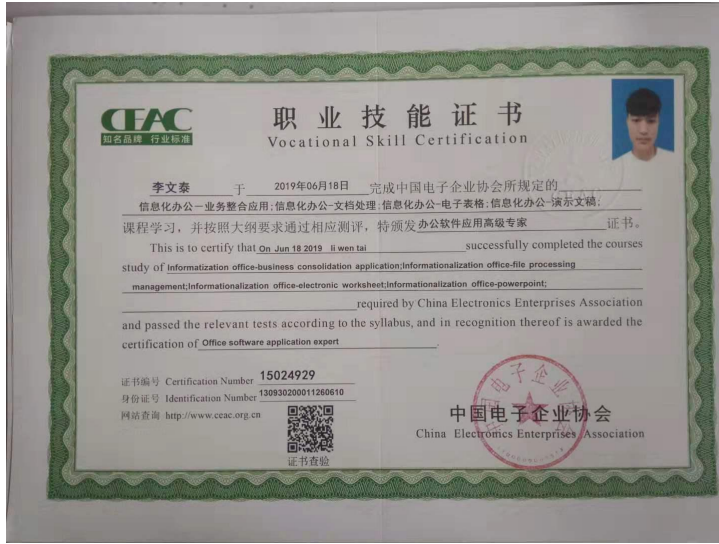 CEAC
知名品牌 行业标准
职业技能证书
Vocational Skill Certification
李文泰 于 2019年06月18日 完成中国电子企业协会所规定的
信息化办公－业务整合应用;信息化办公-文档处理;信息化办公-电子表格;信息化办公-演示文稿;
课程学习，并按照大纲要求通过相应测评，特颁发 办公软件应用高级专家 证书。
This is to certify that On Jun 18 2019 li wen tai successfully completed the courses
study of Informatization office-business consolidation application;Informationalization office-file processing
management;Informationalization office-electronic worksheet;Informationalization office-powerpoint;
required by China Electronics Enterprises Association
and passed the relevant tests according to the syllabus, and in recognition thereof is awarded the
certification of Office software application expert.
证书编号 Certification Number 15024929
身份证号 Identification Number 130930200011260610
网站查询 http://www.ceac.org.cn
证书查验
中国电子企业协会
中国电子企业协会
China Electronics Enterprises Association